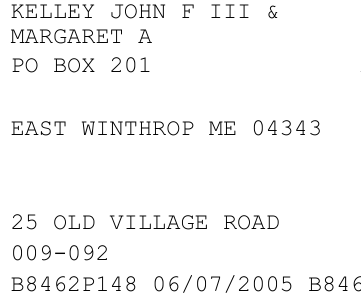 KELLEY JOHN F III &
MARGARET A
PO BOX 201
EAST WINTHROP ME 04343
25 OLD VILLAGE ROAD
009-092
B8462P148 06/07/2005 B846